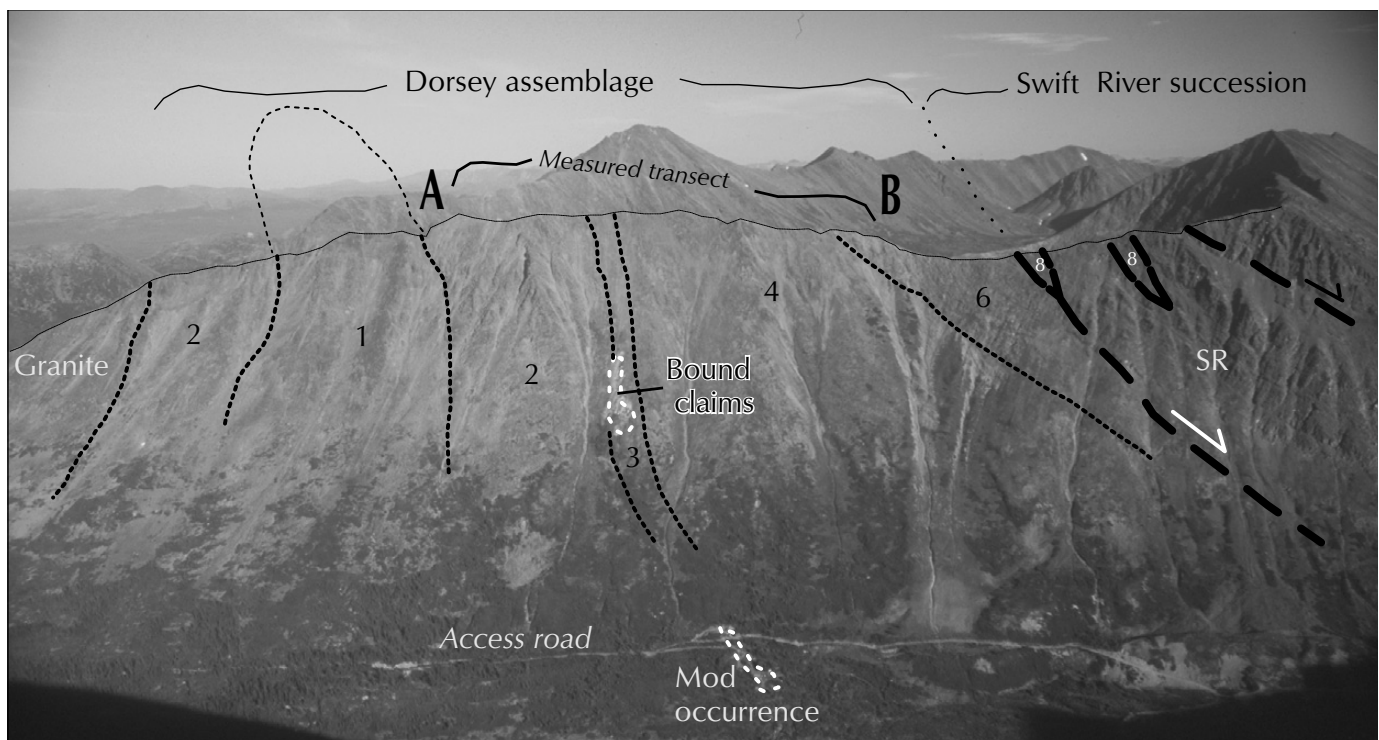 Dorsey assemblage
Swift River succession
Measured transect
A
B
8
8
4
6
2
1
Granite
2
SR
Bound
claims
3
Access road
Mod
occurrence